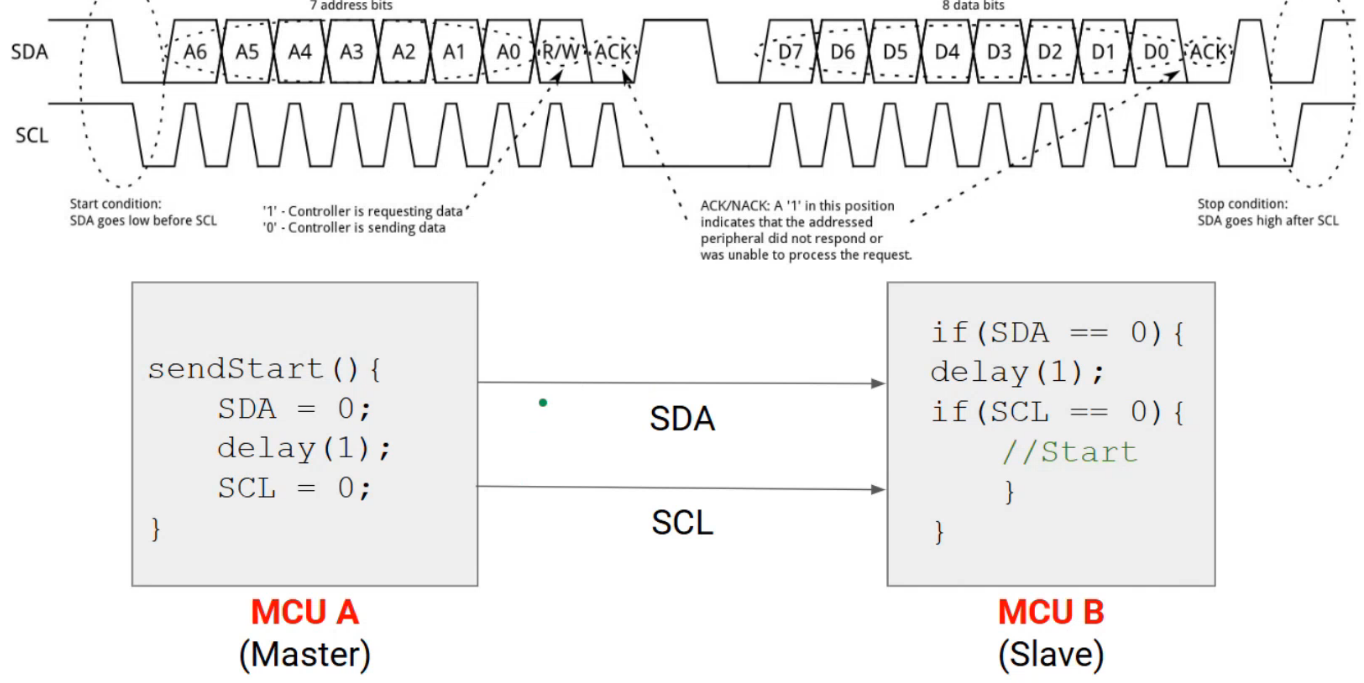 7 address bits
8 data bits
SDA
A6 A5 A4 A3 A2 A1 A0 R/W ACK
D7 D6 D5 D4 D3 D2 D1 D0 ACK
SCL
Start condition:
SDA goes low before SCL
'1' - Controller is requesting data
'0' - Controller is sending data
ACK/NACK: A '1' in this position
indicates that the addressed
peripheral did not respond or
was unable to process the request.
Stop condition:
SDA goes high after SCL
sendStart(){
SDA = 0;
delay(1);
SCL = 0;
}
SDA
SCL
if(SDA == 0){
delay(1);
if(SCL == 0){
//Start
}
}
MCU A
(Master)
MCU B
(Slave)